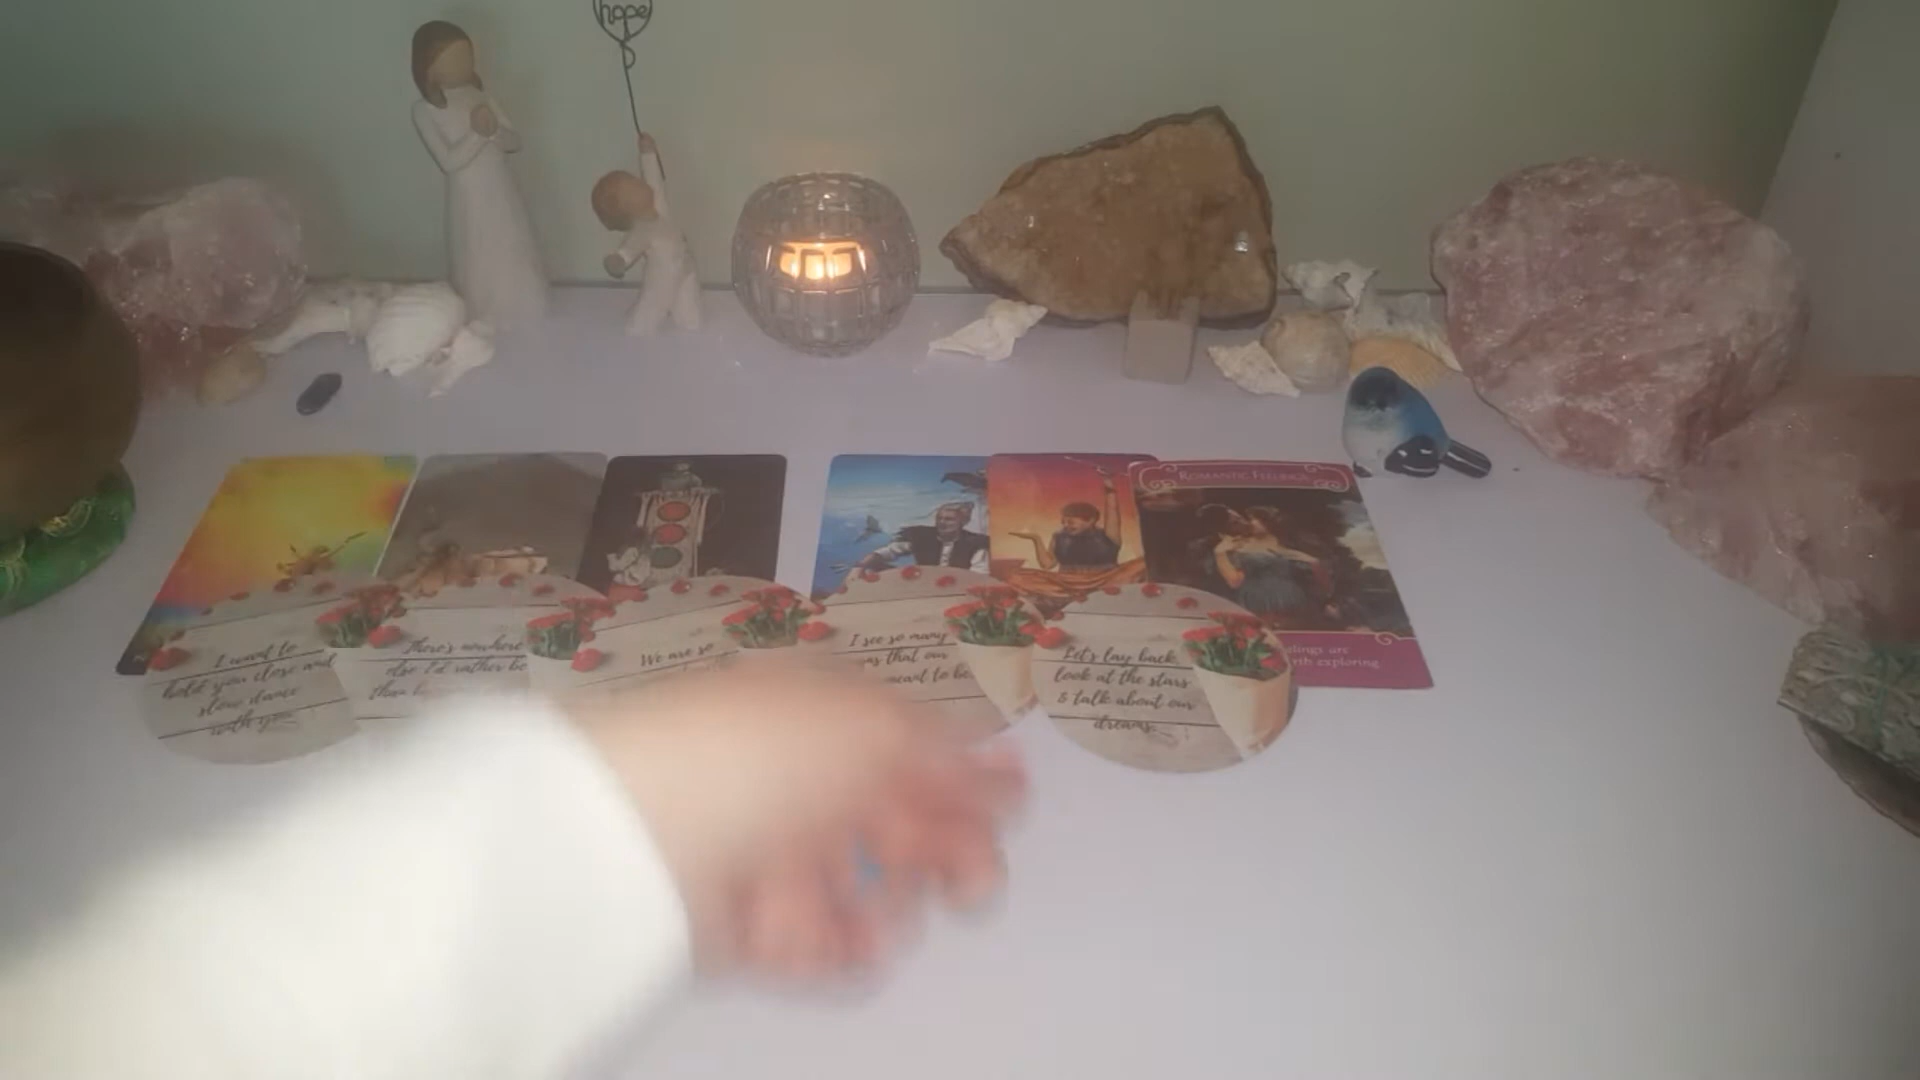 hope
ROMANTIC FEELINGS
I want to
hold you close and
slow dance
with you
There's nowhere
else I'd rather be
We are so
I see so many
that our
meant to be
Let's lay back,
look at the stars
& talk about our
dreams.
are
exploring